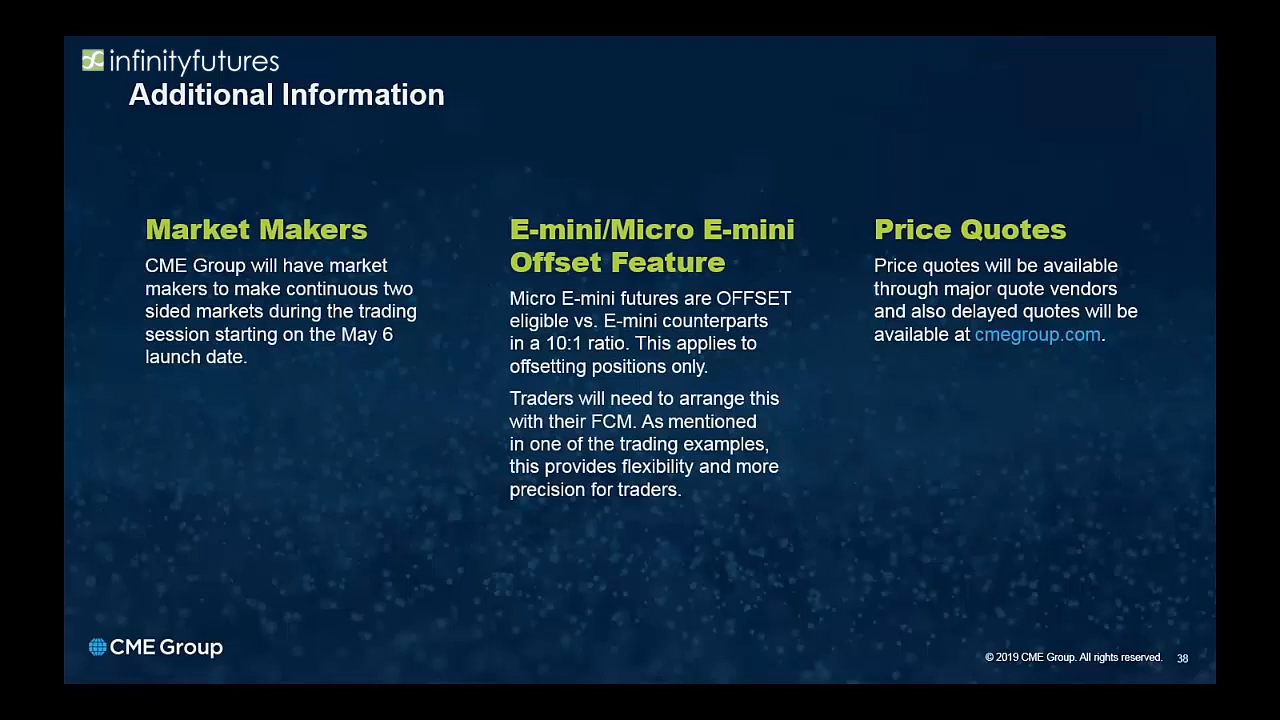 infinityfutures
Additional Information
Market Makers
CME Group will have market
makers to make continuous two
sided markets during the trading
session starting on the May 6
launch date.
E-mini/Micro E-mini
Offset Feature
Micro E-mini futures are OFFSET
eligible vs. E-mini counterparts
in a 10:1 ratio. This applies to
offsetting positions only.
Traders will need to arrange this
with their FCM. As mentioned
in one of the trading examples,
this provides flexibility and more
precision for traders.
Price Quotes
Price quotes will be available
through major quote vendors
and also delayed quotes will be
available at cmegroup.com.
CME Group
© 2019 CME Group. All rights reserved. 38